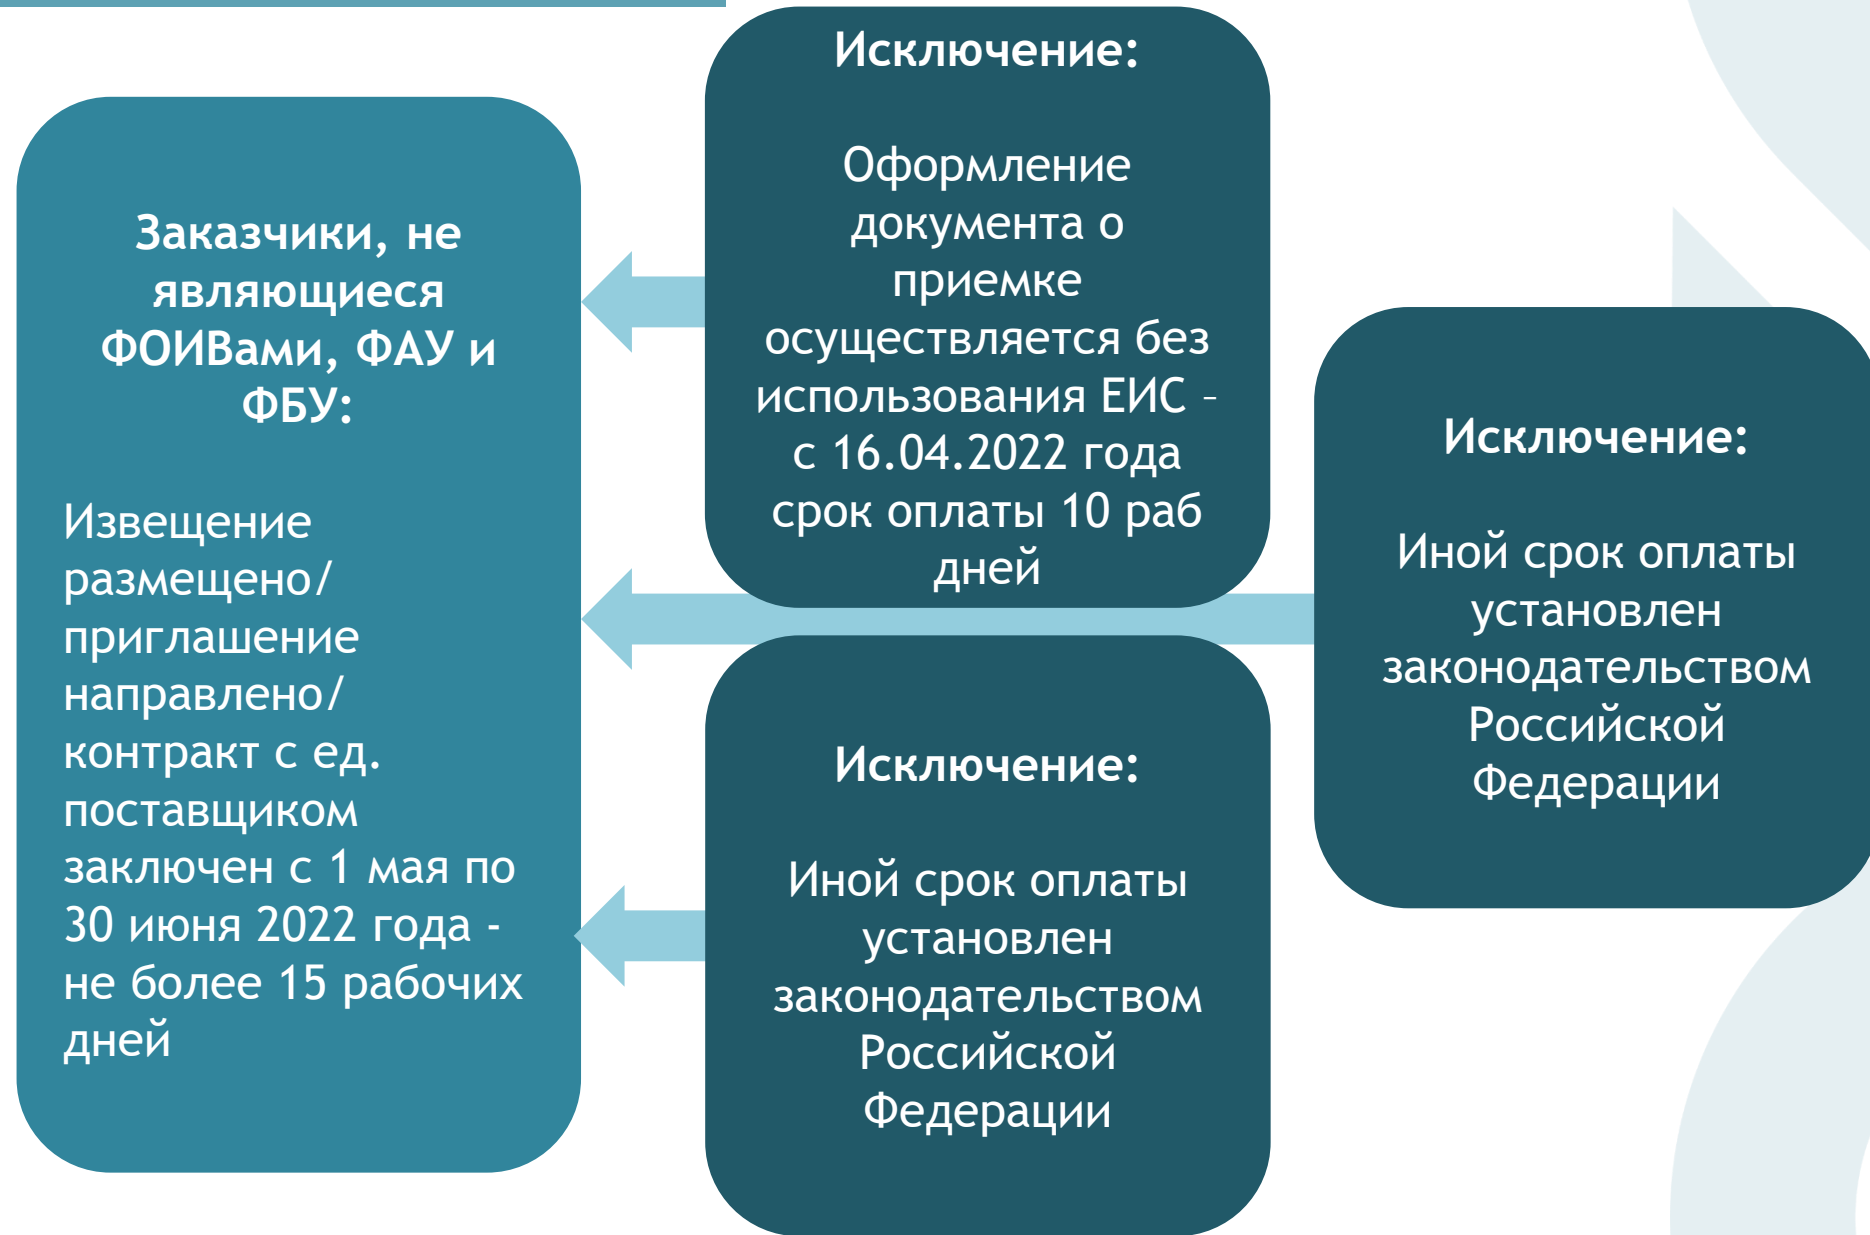 Заказчики, не
являющиеся
ФОИВами, ФАУ и
ФБУ:
Извещение
размещено/
приглашение
направлено/
контракт с ед.
поставщиком
заключен с 1 мая по
30 июня 2022 года -
не более 15 рабочих
дней
Исключение:
Оформление
документа о
приемке
осуществляется без
использования ЕИС –
с 16.04.2022 года
срок оплаты 10 раб
дней
Исключение:
Иной срок оплаты
установлен
законодательством
Российской
Федерации
Исключение:
Иной срок оплаты
установлен
законодательством
Российской
Федерации